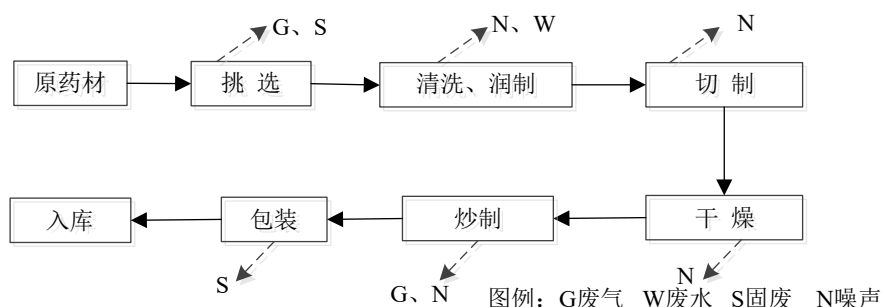 G、S
N、W
N
原药材
挑 选
清洗、润制
切 制
入库
包装
炒制
干 燥
S
G、N
N
图例：G废气 W废水 S固废 N噪声